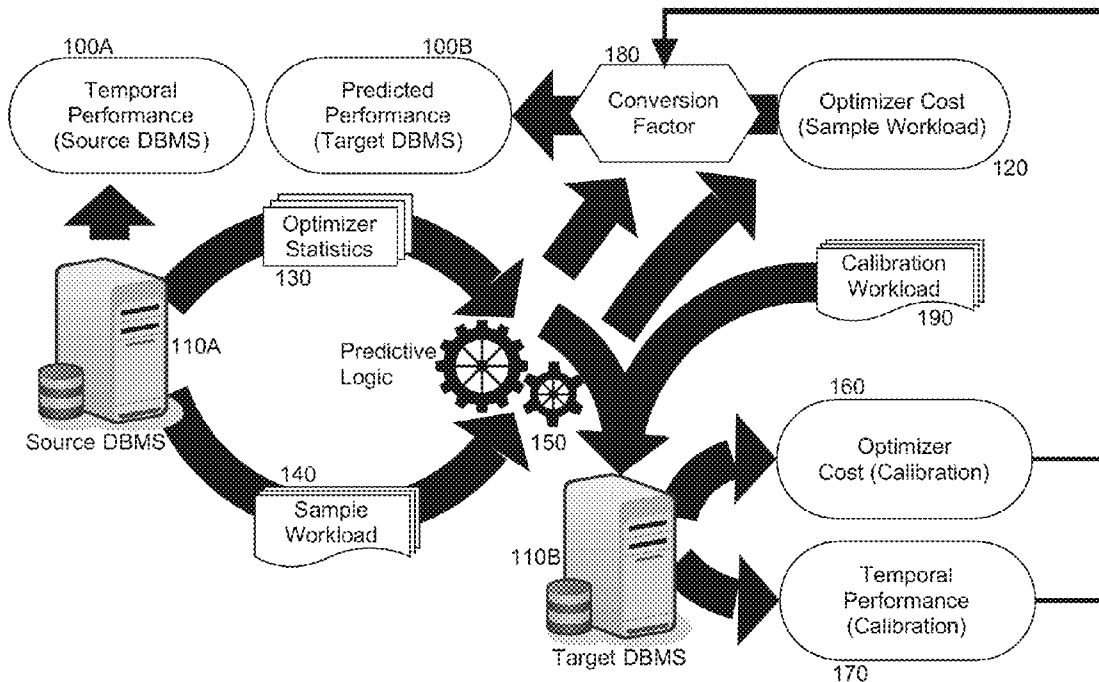 100A
Temporal
Performance
(Source DBMS)
100B
Predicted
Performance
(Target DBMS)
180
Conversion
Factor
Optimizer Cost
(Sample Workload)
120
Optimizer
Statistics
130
110A
Source DBMS
Predictive
Logic
150
Calibration
Workload
190
140
Sample
Workload
110B
Target DBMS
160
Optimizer
Cost (Calibration)
Temporal
Performance
(Calibration)
170